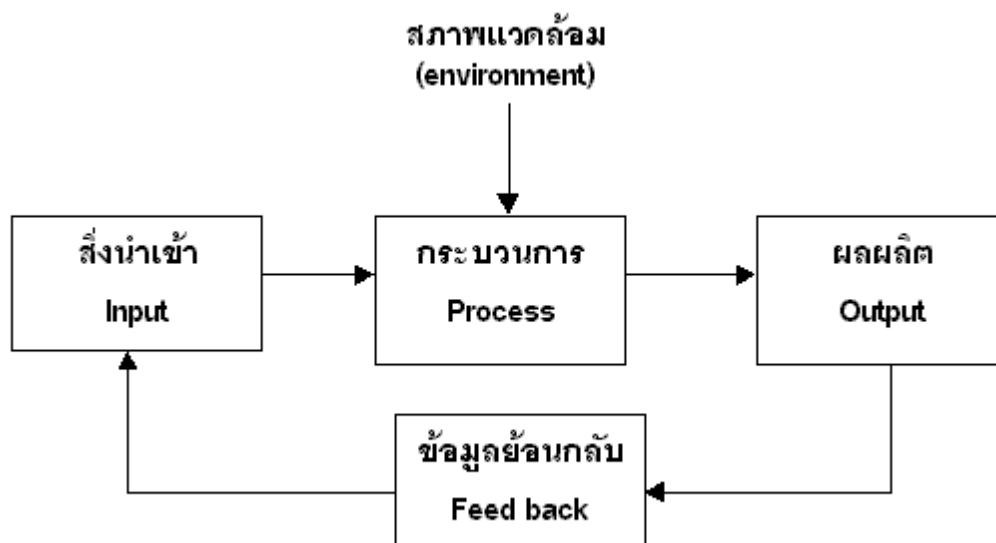 สภาพแวดล้อม
(environment)
สิ่งนำเข้า
Input
กระบวนการ
Process
ผลผลิต
Output
ข้อมูลย้อนกลับ
Feed back